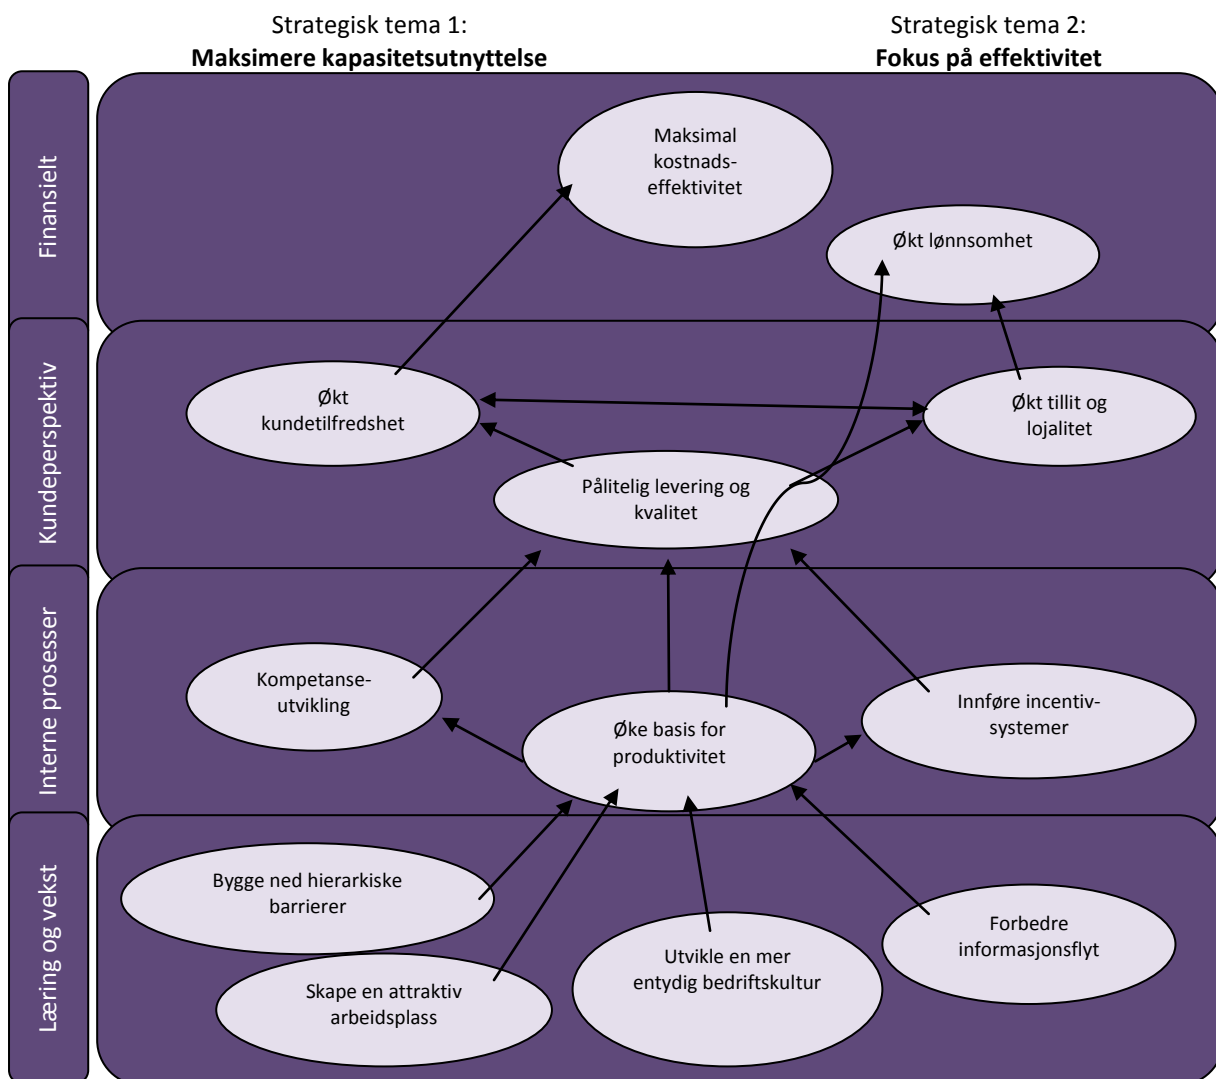 Strategisk tema 1:
Maksimere kapasitetsutnyttelse
Strategisk tema 2:
Fokus på effektivitet
Finansielt
Maksimal
kostnads-
effektivitet
Økt lønnsomhet
Kundeperspektiv
Økt
kundetilfredshet
Økt tillit og
lojalitet
Pålitelig levering og
kvalitet
Interne prosesser
Kompetanse-
utvikling
Øke basis for
produktivitet
Innføre incentiv-
systemer
Læring og vekst
Bygge ned hierarkiske
barrierer
Skape en attraktiv
arbeidsplass
Utvikle en mer
entydig bedriftskultur
Forbedre
informasjonsflyt